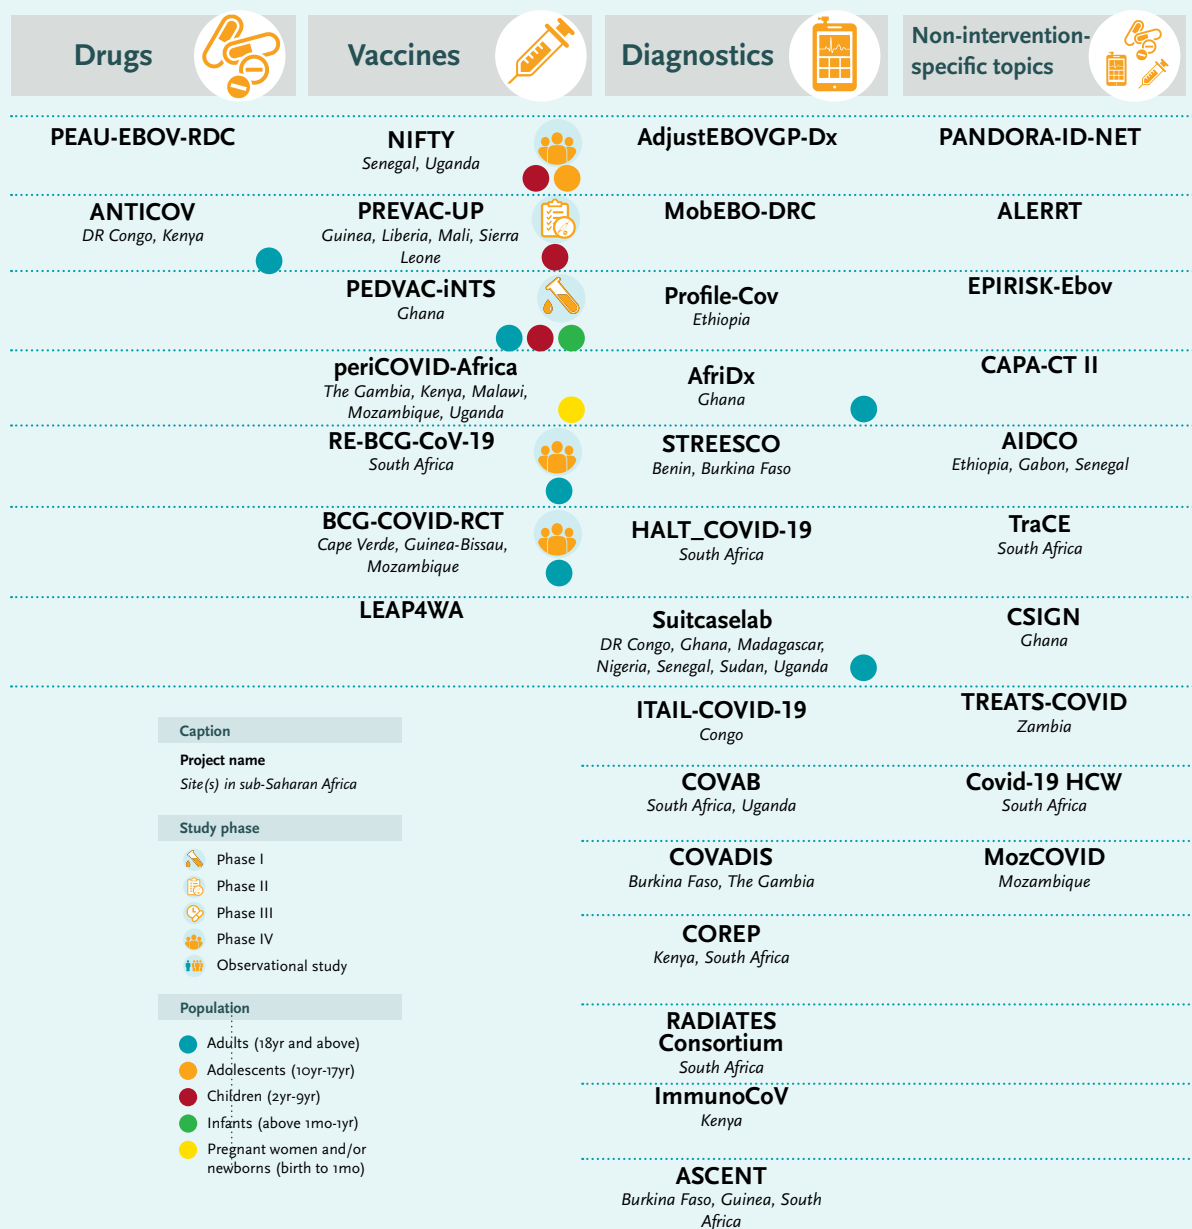 Drugs
Vaccines
Diagnostics
Non-intervention-
specific topics
PEAU-EBOV-RDC
NIFTY
Senegal, Uganda
AdjustEBOVGP-Dx
PANDORA-ID-NET
ANTICOV
DR Congo, Kenya
PREVAC-UP
Guinea, Liberia, Mali, Sierra
Leone
MobEBO-DRC
ALERRT
PEDVAC-iNTS
Ghana
Profile-Cov
Ethiopia
EPIRISK-Ebov
periCOVID-Africa
The Gambia, Kenya, Malawi,
Mozambique, Uganda
AfriDx
Ghana
CAPA-CT II
RE-BCG-CoV-19
South Africa
STREESCO
Benin, Burkina Faso
AIDCO
Ethiopia, Gabon, Senegal
BCG-COVID-RCT
Cape Verde, Guinea-Bissau,
Mozambique
HALT_COVID-19
South Africa
TraCE
South Africa
LEAP4WA
Suitcaselab
DR Congo, Ghana, Madagascar,
Nigeria, Senegal, Sudan, Uganda
CSIGN
Ghana
ITAIL-COVID-19
Congo
TREATS-COVID
Zambia
COVAB
South Africa, Uganda
Covid-19 HCW
South Africa
COVADIS
Burkina Faso, The Gambia
MozCOVID
Mozambique
COREP
Kenya, South Africa
RADIATES
Consortium
South Africa
ImmunoCoV
Kenya
ASCENT
Burkina Faso, Guinea, South
Africa
Caption
Project name
Site(s) in sub-Saharan Africa
Study phase
Phase I
Phase II
Phase III
Phase IV
Observational study
Population
Adults (18yr and above)
Adolescents (10yr-17yr)
Children (2yr-9yr)
Infants (above 1mo-1yr)
Pregnant women and/or
newborns (birth to 1mo)